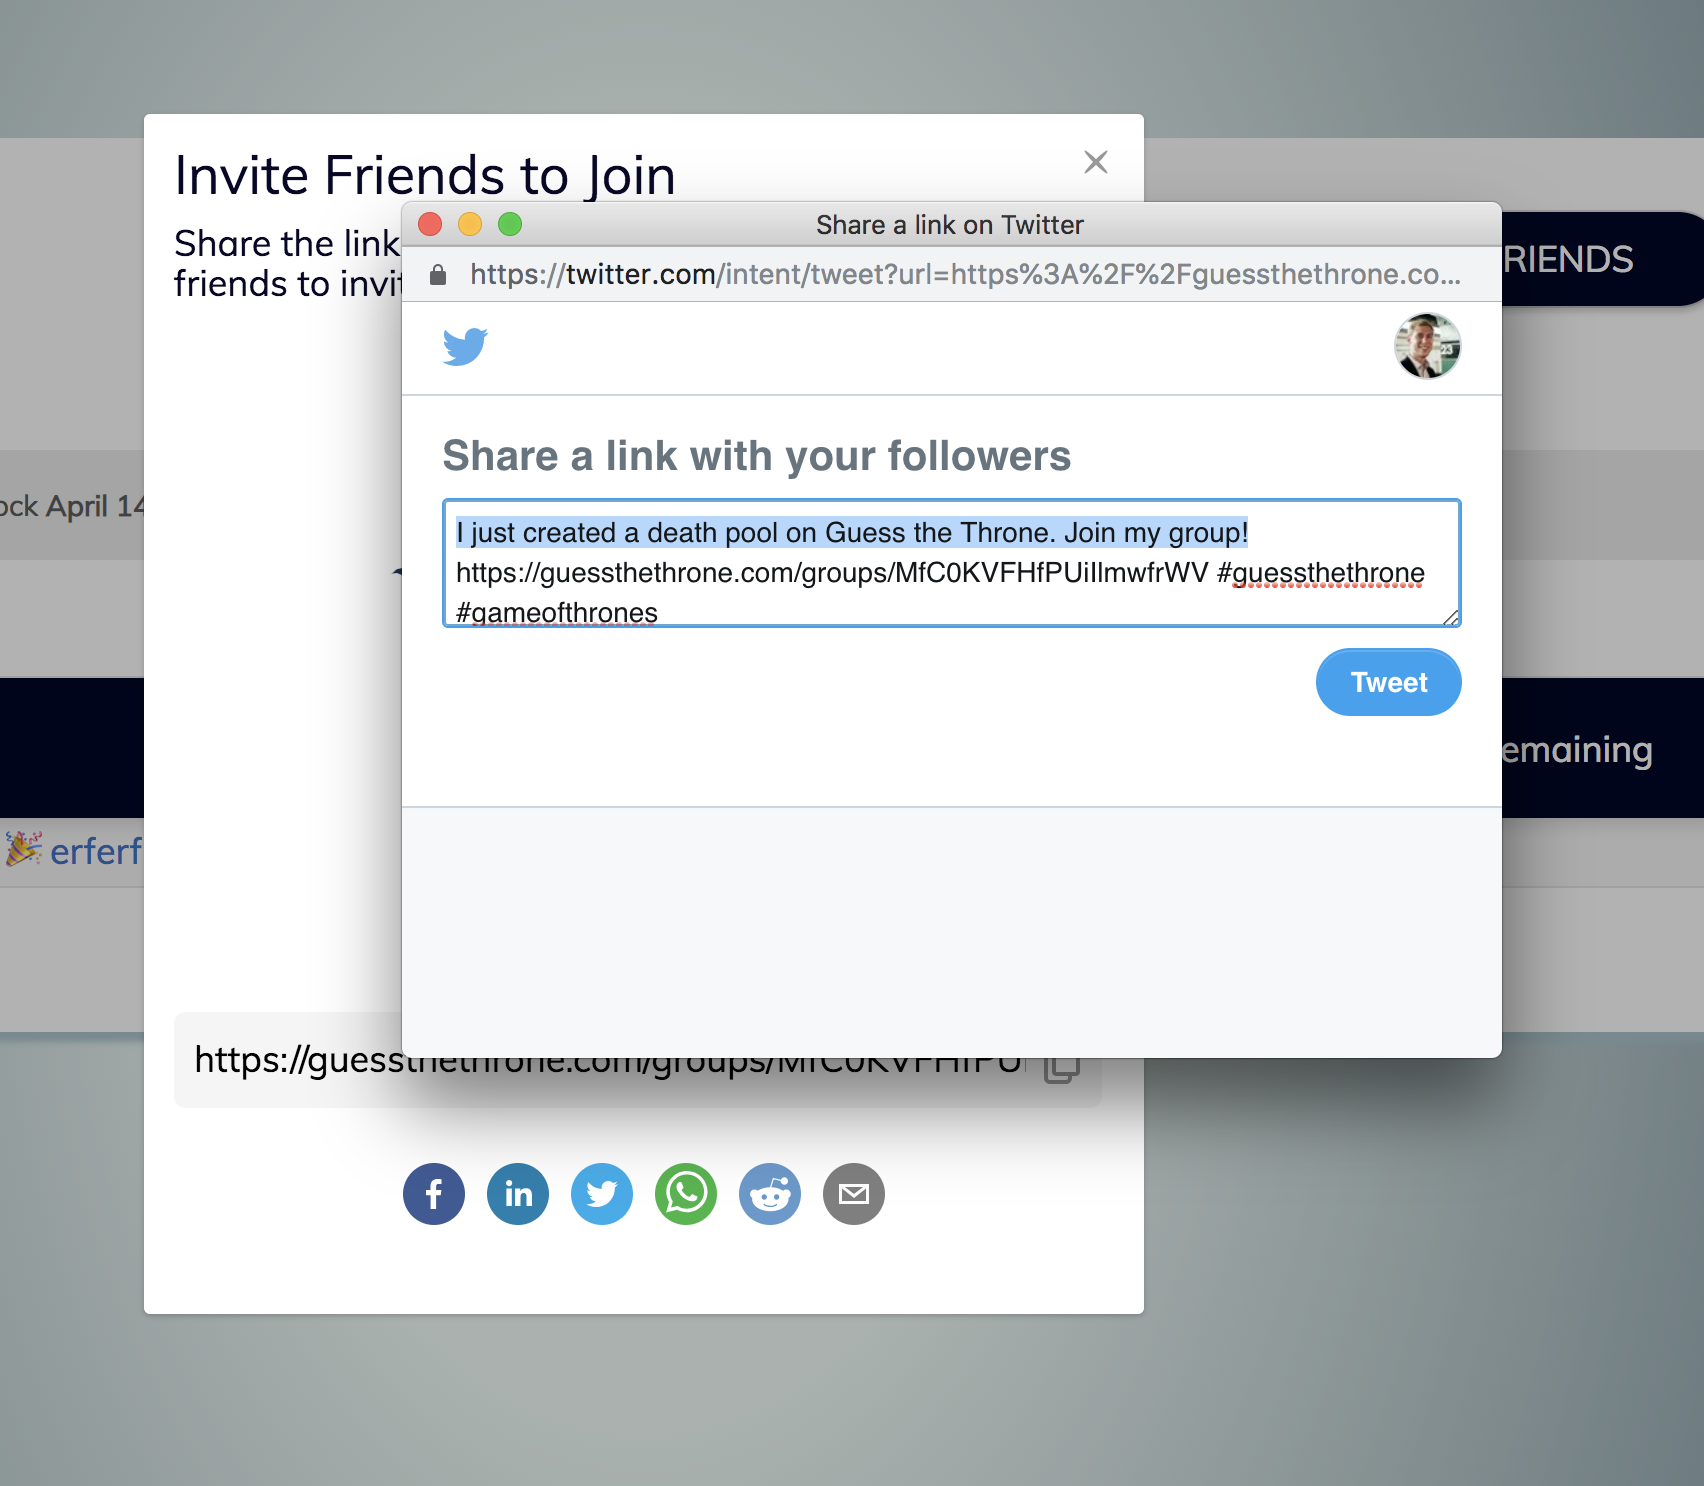 Invite Friends to Join
Share the link
friends to invit
Share a link on Twitter
https://twitter.com/intent/tweet?url=https%3A%2F%2Fguessthethrone.co...
RIENDS
Share a link with your followers
ock April 14
I just created a death pool on Guess the Throne. Join my group!
https://guessthethrone.com/groups/MfC0KVFHfPUiIlmwfrWV #guessthethrone
#gameofthrones
Tweet
emaining
erferf
https://guessthethrone.com/groups/MfC0KVFHfPU